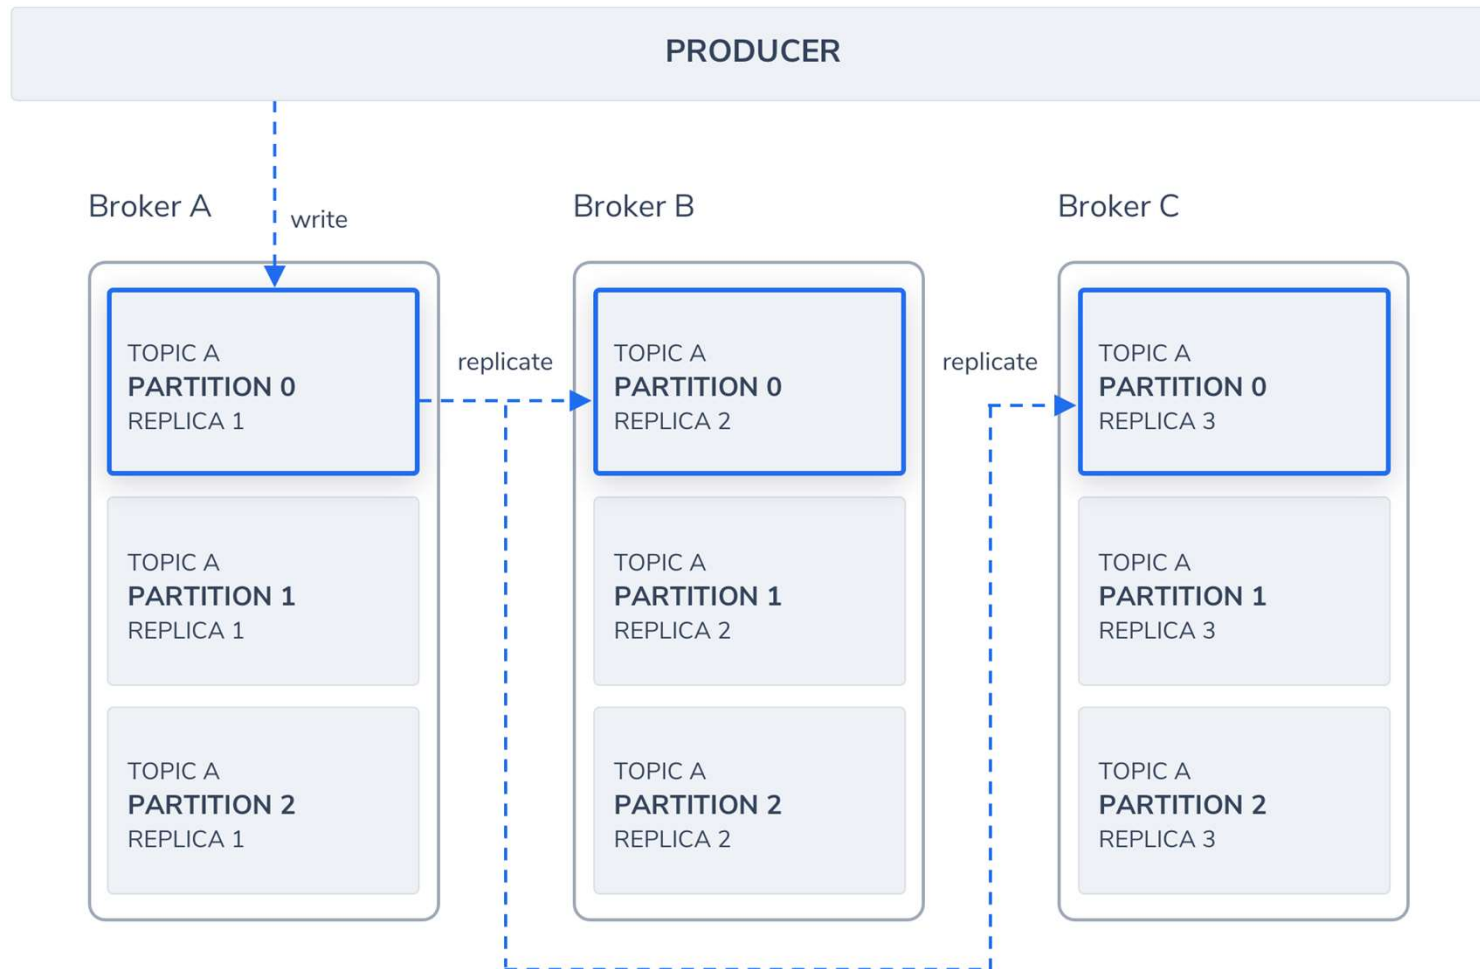 PRODUCER
write
Broker A
Broker B
Broker C
TOPIC A
PARTITION 0
REPLICA 1
replicate
TOPIC A
PARTITION 0
REPLICA 2
replicate
TOPIC A
PARTITION 0
REPLICA 3
TOPIC A
PARTITION 1
REPLICA 1
TOPIC A
PARTITION 1
REPLICA 2
TOPIC A
PARTITION 1
REPLICA 3
TOPIC A
PARTITION 2
REPLICA 1
TOPIC A
PARTITION 2
REPLICA 2
TOPIC A
PARTITION 2
REPLICA 3